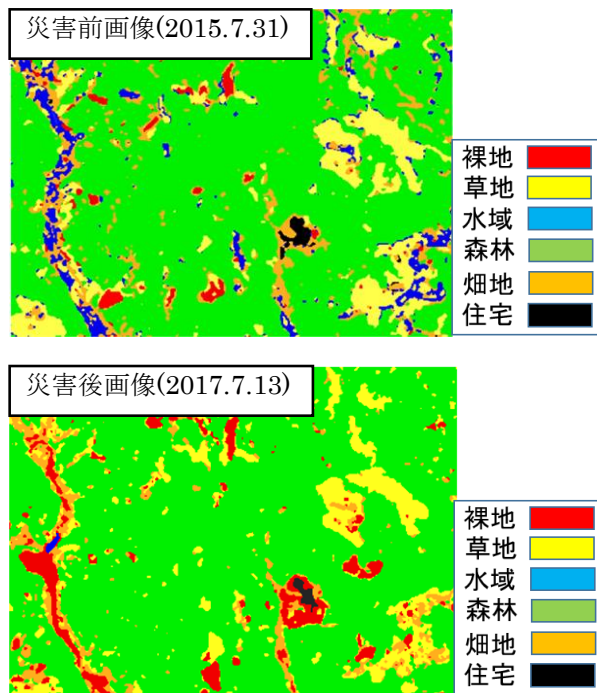 災害前画像(2015.7.31)
裸地
草地
水域
森林
畑地
住宅
災害後画像(2017.7.13)
裸地
草地
水域
森林
畑地
住宅